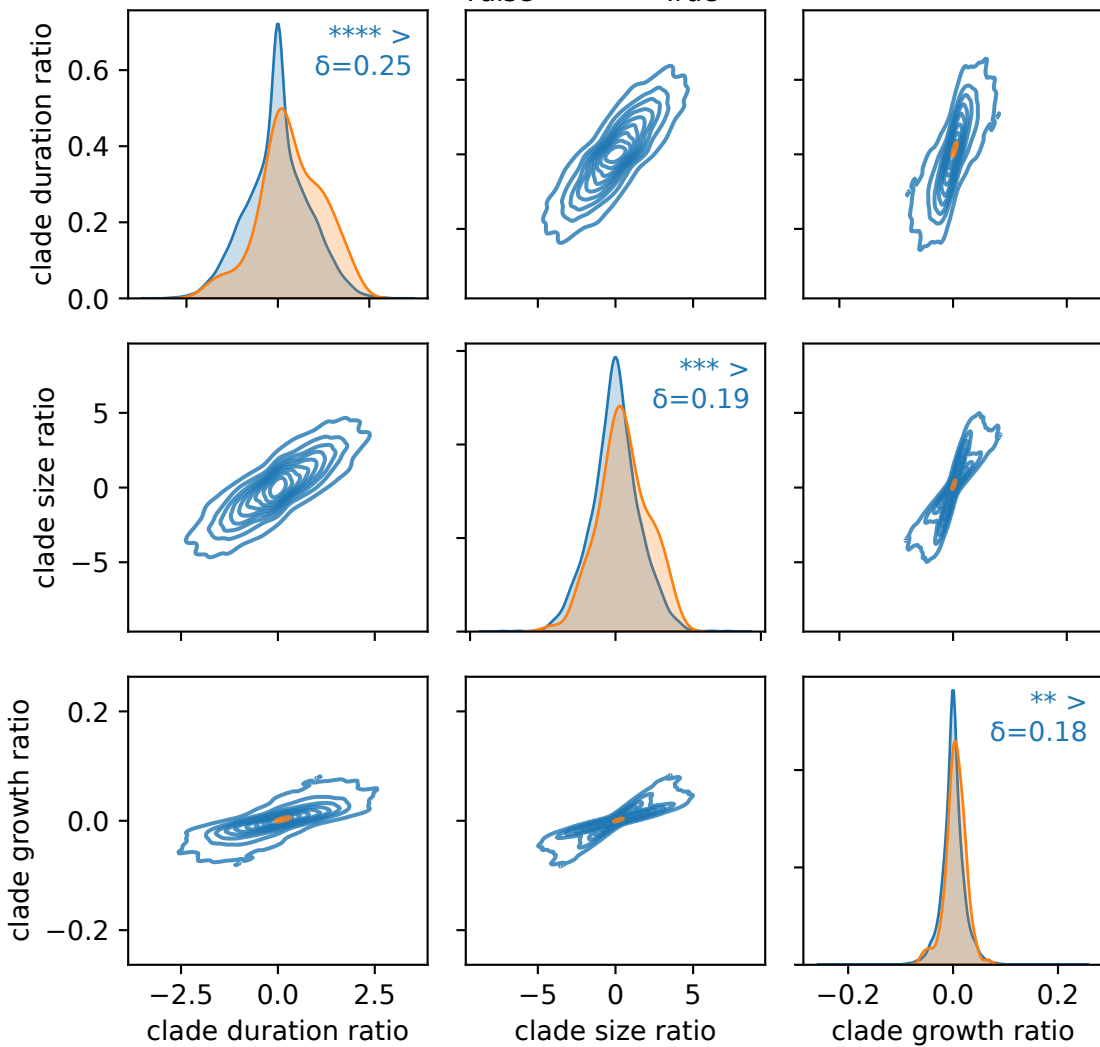 False True
clade duration ratio
0.6
0.4
0.2
0.0
**** >
δ=0.25
clade size ratio
5
0
−5
*** >
δ=0.19
clade growth ratio
0.2
0.0
−0.2
** >
δ=0.18
−2.5 0.0 2.5
−5 0 5
−0.2 0.0 0.2
clade duration ratio
clade size ratio
clade growth ratio